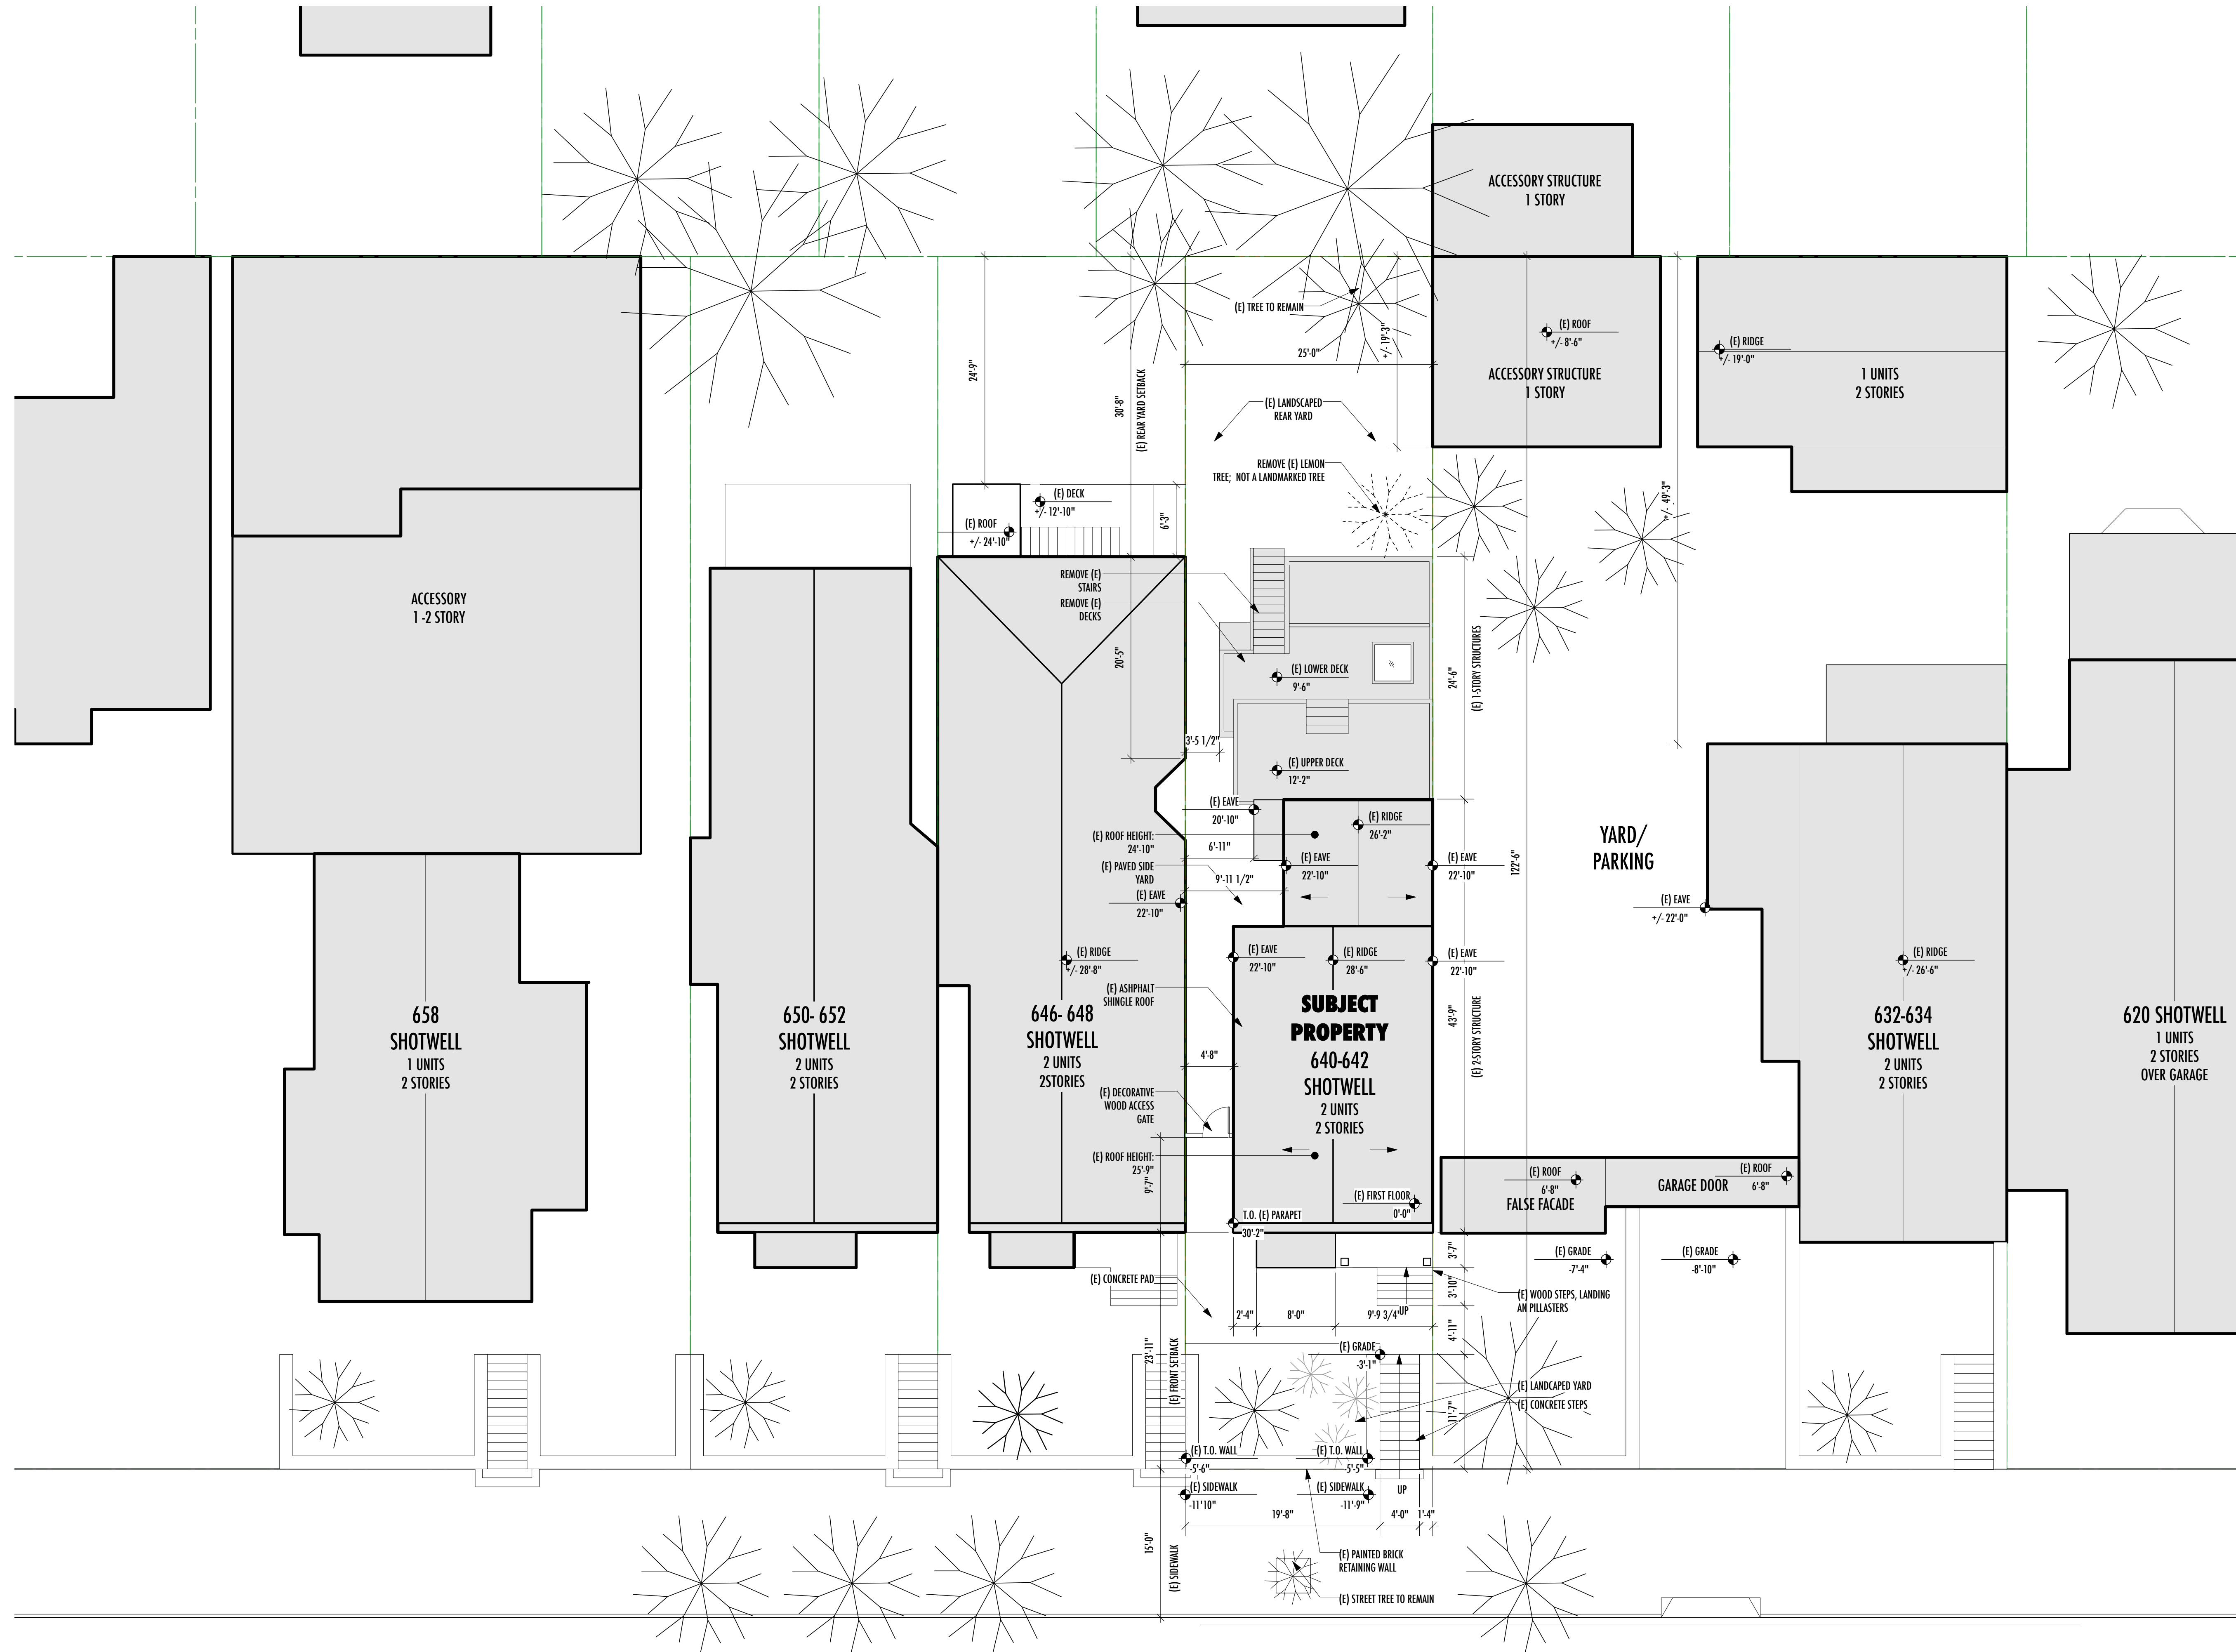 ACCESSORY STRUCTURE
1 STORY
(E) TREE TO REMAIN
25'-0"
+/- 19'-3"
(E) ROOF
+/- 8'-6"
ACCESSORY STRUCTURE
1 STORY
(E) RIDGE
+/- 19'-0"
1 UNITS
2 STORIES
24'-9"
30'-8"
(E) REAR YARD SETBACK
(E) LANDSCAPED
REAR YARD
REMOVE (E) LEMON
TREE; NOT A LANDMARKED TREE
+/- 49'-3"
(E) DECK
+/- 12'-10"
(E) ROOF
+/- 24'-10"
6'-3"
ACCESSORY
1 -2 STORY
REMOVE (E)
STAIRS
REMOVE (E)
DECKS
20'-5"
(E) LOWER DECK
9'-6"
24'-6"
(E) 1-STORY STRUCTURES
3'-5 1/2"
(E) UPPER DECK
12'-2"
(E) EAVE
20'-10"
(E) RIDGE
26'-2"
(E) ROOF HEIGHT:
24'-10"
6'-11"
(E) PAVED SIDE
YARD
9'-11 1/2"
(E) EAVE
22'-10"
(E) EAVE
22'-10"
122'-6"
YARD/
PARKING
(E) EAVE
22'-10"
(E) EAVE
+/- 22'-0"
(E) RIDGE
+/- 28'-8"
(E) EAVE
22'-10"
(E) RIDGE
28'-6"
(E) EAVE
22'-10"
(E) RIDGE
+/- 26'-6"
(E) ASHPHALT
SHINGLE ROOF
658
SHOTWELL
1 UNITS
2 STORIES
650- 652
SHOTWELL
2 UNITS
2 STORIES
646- 648
SHOTWELL
2 UNITS
2STORIES
4'-8"
SUBJECT
PROPERTY
640-642
SHOTWELL
2 UNITS
2 STORIES
43'-9"
(E) 2-STORY STRUCTURE
632-634
SHOTWELL
2 UNITS
2 STORIES
620 SHOTWELL
1 UNITS
2 STORIES
OVER GARAGE
(E) DECORATIVE
WOOD ACCESS
GATE
(E) ROOF HEIGHT:
25'-9"
9'-7"
(E) FIRST FLOOR
0'-0"
T.O. (E) PARAPET
30'-2"
(E) ROOF
6'-8"
FALSE FACADE
GARAGE DOOR
(E) ROOF
6'-8"
(E) GRADE
-7'-4"
(E) GRADE
-8'-10"
3'-7"
3'-10"
4'-11"
11'-7"
(E) CONCRETE PAD
(E) WOOD STEPS, LANDING
AN PILLASTERS
2'-4"
8'-0"
9'-9 3/4"
UP
23'-11"
(E) FRONT SETBACK
(E) GRADE
-3'-1"
(E) LANDCAPED YARD
(E) CONCRETE STEPS
(E) T.O. WALL
-5'-6"
(E) T.O. WALL
-5'-5"
(E) SIDEWALK
-11'10"
(E) SIDEWALK
-11'-9"
UP
19'-8"
4'-0"
1'-4"
15'-0"
(E) SIDEWALK
(E) PAINTED BRICK
RETAINING WALL
(E) STREET TREE TO REMAIN